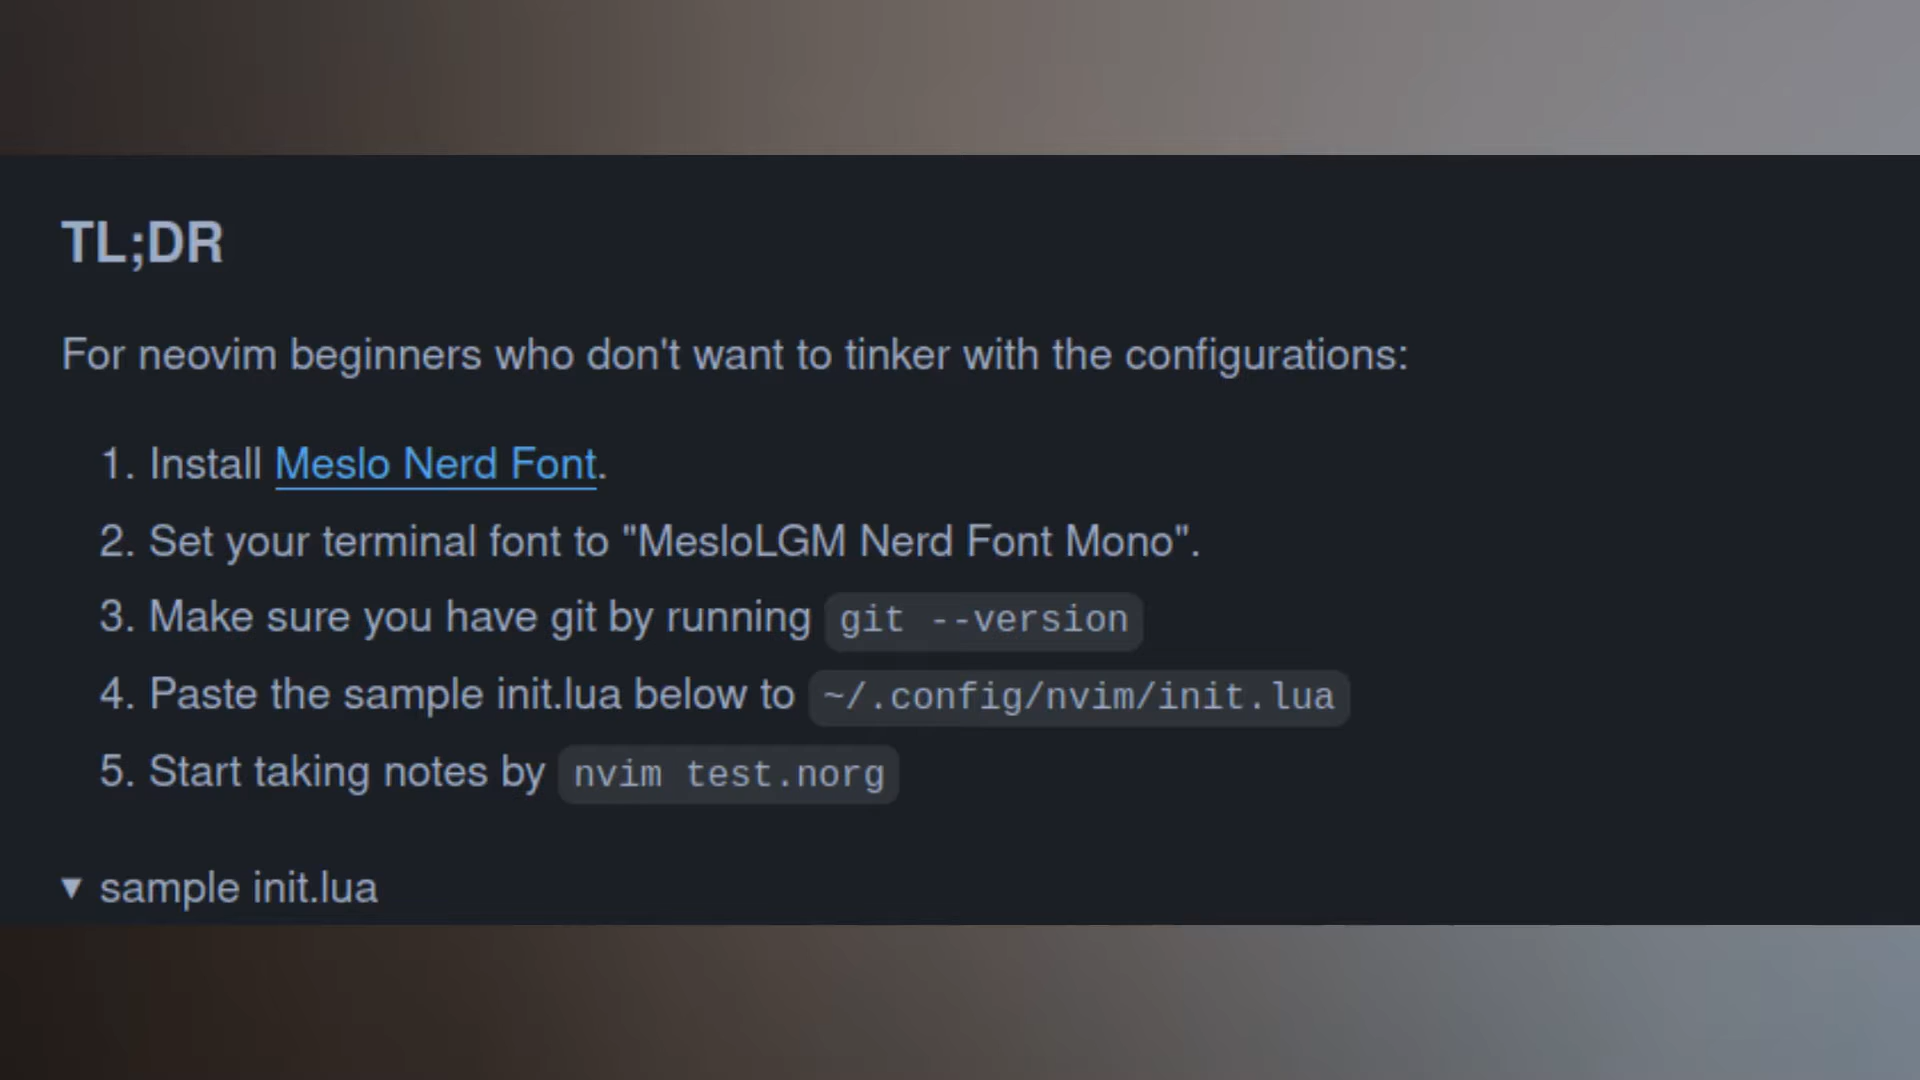 TL;DR
For neovim beginners who don't want to tinker with the configurations:
1. Install Meslo Nerd Font.
2. Set your terminal font to "MesloLGM Nerd Font Mono".
3. Make sure you have git by running git --version
4. Paste the sample init.lua below to ~/.config/nvim/init.lua
5. Start taking notes by nvim test.norg
▼ sample init.lua